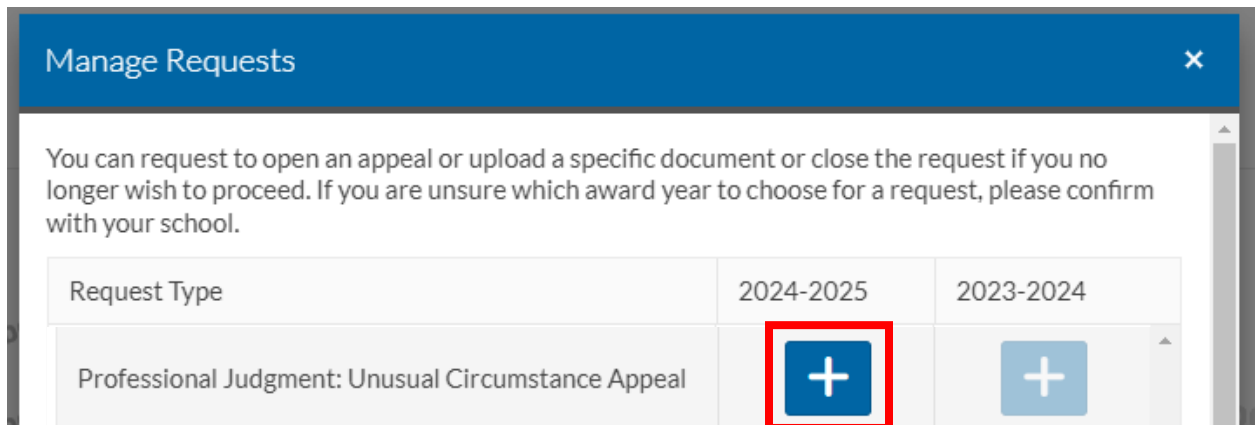 Manage Requests
You can request to open an appeal or upload a specific document or close the request if you no
longer wish to proceed. If you are unsure which award year to choose for a request, please confirm
with your school.
Request Type 2024-2025 2023-2024
Professional Judgment: Unusual Circumstance Appeal